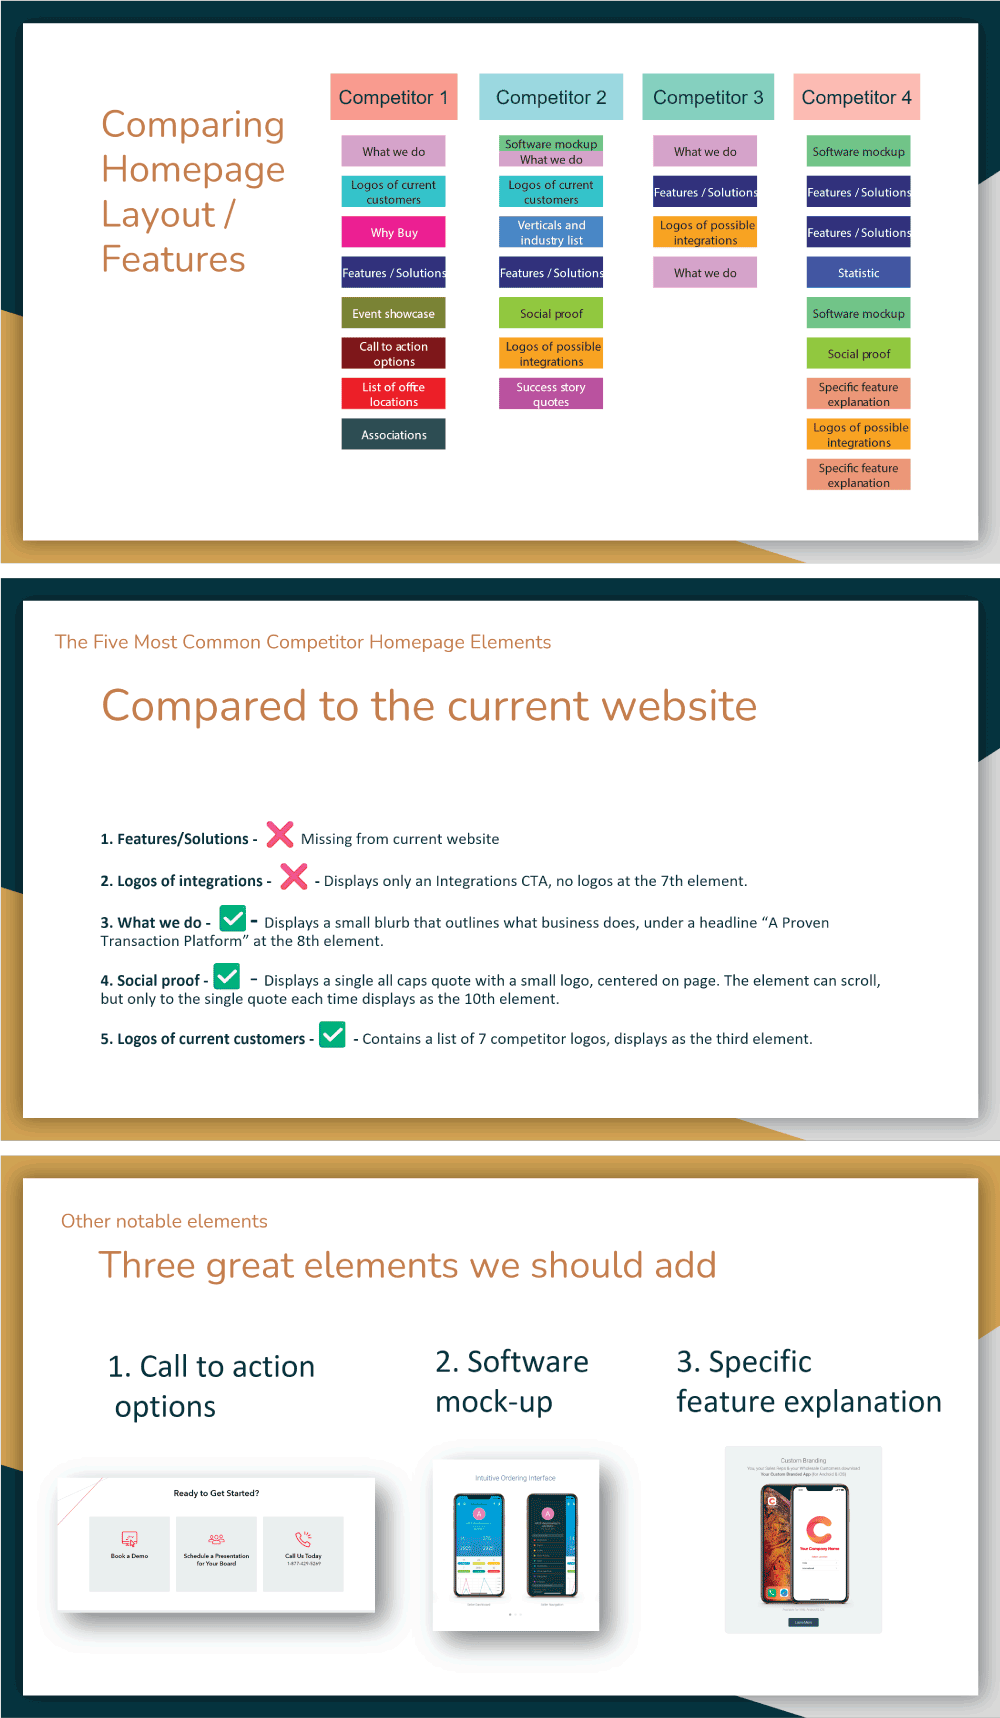 Comparing
Homepage
Layout /
Features
Competitor 1
What we do
Logos of current
customers
Why Buy
Features / Solutions
Event showcase
Call to action
options
List of office
locations
Associations
Competitor 2
Software mockup
What we do
Logos of current
customers
Verticals and
industry list
Features / Solutions
Social proof
Logos of possible
integrations
Success story
quotes
Competitor 3
What we do
Features / Solutions
Logos of possible
integrations
What we do
Competitor 4
Software mockup
Features / Solutions
Features / Solutions
Statistic
Software mockup
Social proof
Specific feature
explanation
Logos of possible
integrations
Specific feature
explanation
The Five Most Common Competitor Homepage Elements
Compared to the current website
1. Features/Solutions - Missing from current website
2. Logos of integrations - - Displays only an Integrations CTA, no logos at the 7th element.
3. What we do - - Displays a small blurb that outlines what business does, under a headline “A Proven
Transaction Platform” at the 8th element.
4. Social proof - - Displays a single all caps quote with a small logo, centered on page. The element can scroll,
but only to the single quote each time displays as the 10th element.
5. Logos of current customers - - Contains a list of 7 competitor logos, displays as the third element.
Other notable elements
Three great elements we should add
1. Call to action
options
2. Software
mock-up
3. Specific
feature explanation
Ready to Get Started?
Book a Demo
Schedule a Presentation
for Your Board
Call Us Today
Intuitive Ordering Interface
Custom Branding
Your Custom Branded App (for Android & iOS)
Your Company Name
Learn More